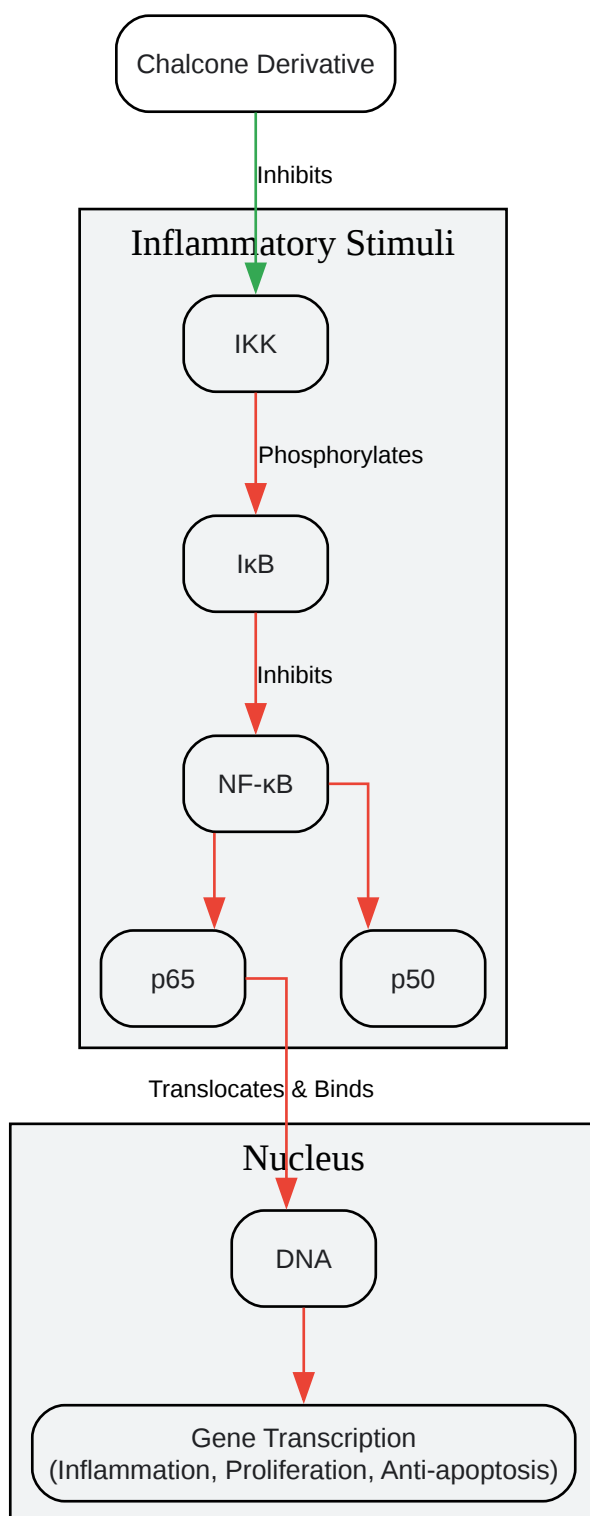 Chalcone Derivative
Inhibits
Inflammatory Stimuli
IKK
Phosphorylates
IκB
Inhibits
NF-κB
p65
p50
Translocates & Binds
Nucleus
DNA
Gene Transcription
(Inflammation, Proliferation, Anti-apoptosis)